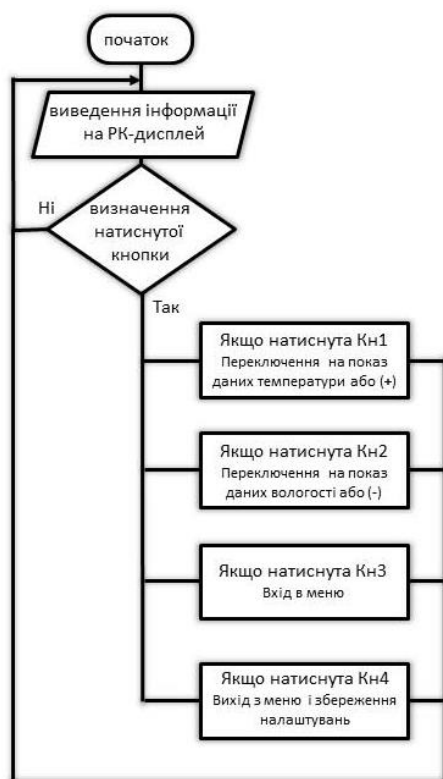 початок
виведення інформації
на РК-дисплей
Ні
визначення
натиснутої
кнопки
Так
Якщо натиснута Кн1
Переключення на показ
даних температури або (+)
Якщо натиснута Кн2
Переключення на показ
даних вологості або (-)
Якщо натиснута Кн3
Вхід в меню
Якщо натиснута Кн4
Вихід з меню і збереження
налаштувань